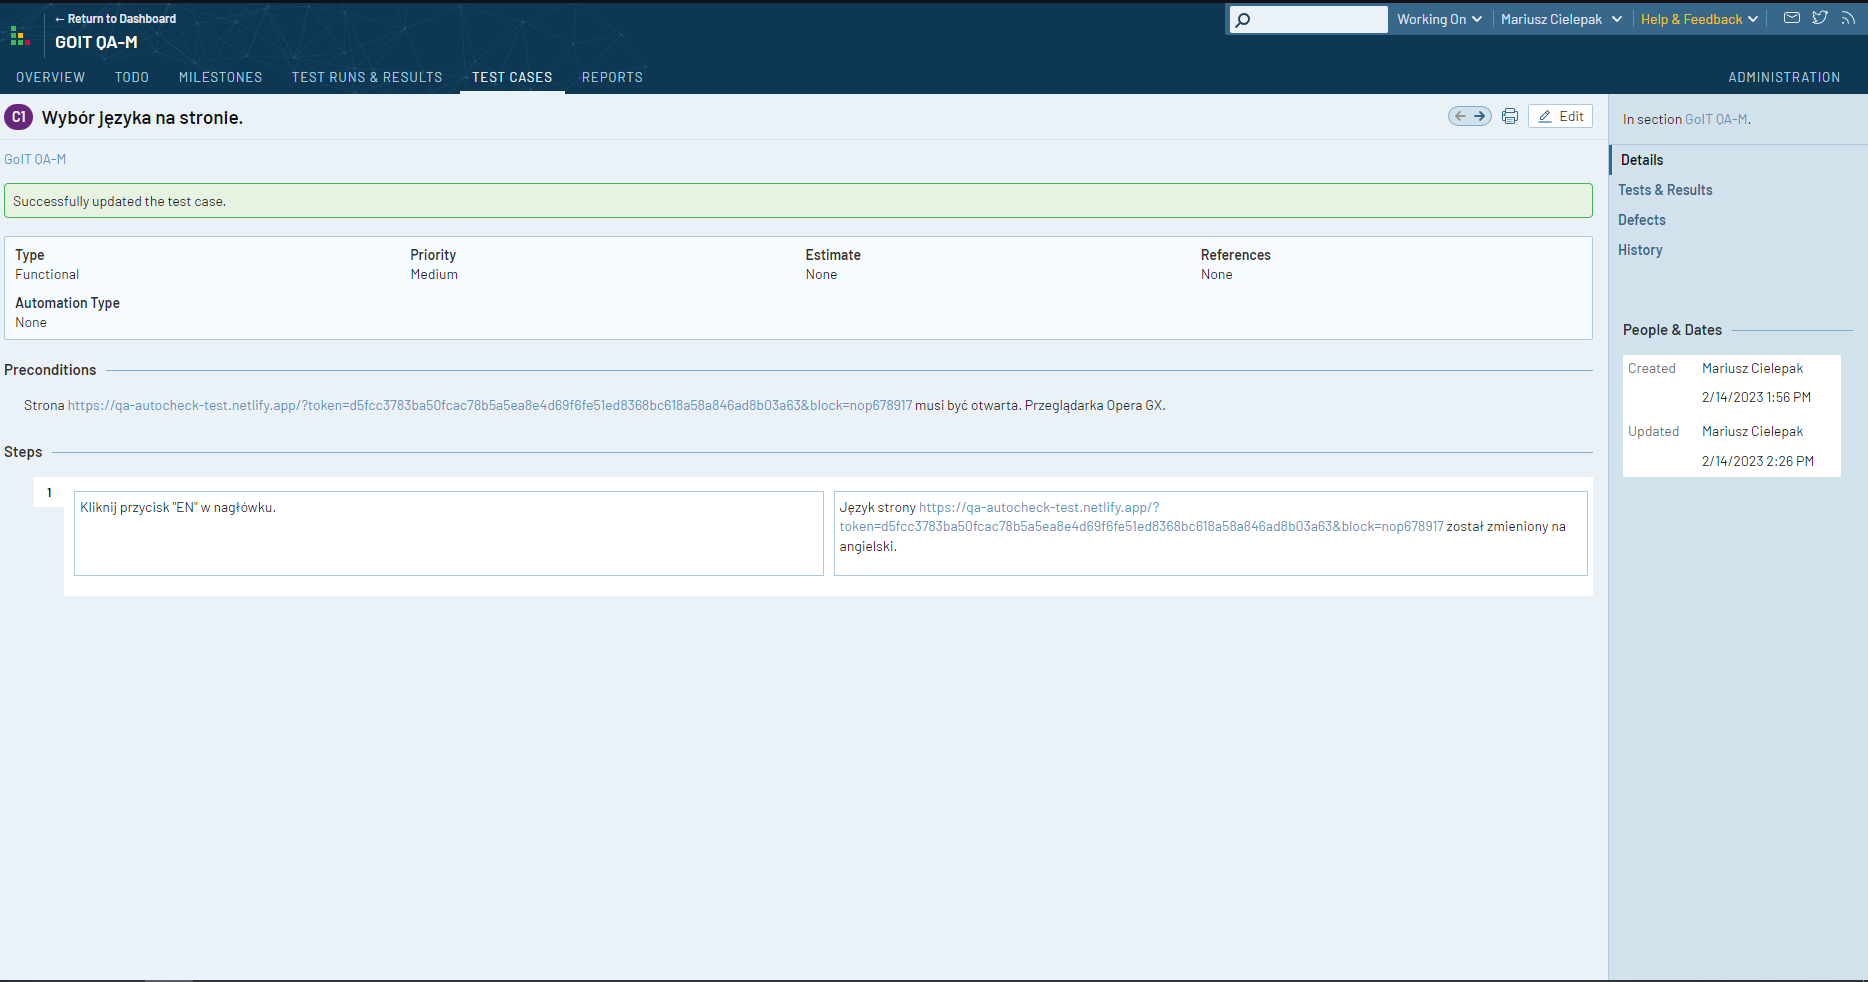 ← Return to Dashboard
GOIT QA-M
Working On
Mariusz Cielepak
Help & Feedback
OVERVIEW
TODO
MILESTONES
TEST RUNS & RESULTS
TEST CASES
REPORTS
ADMINISTRATION
C1
Wybór języka na stronie.
Edit
GoIT QA-M
Successfully updated the test case.
Type
Functional
Priority
Medium
Estimate
None
References
None
Automation Type
None
Preconditions
Strona https://qa-autocheck-test.netlify.app/?token=d5fcc3783ba50fcac78b5a5ea8e4d69f6fe51ed8368bc618a58a846ad8b03a63&block=nop678917 musi być otwarta. Przeglądarka Opera GX.
Steps
1
Kliknij przycisk "EN" w nagłówku.
Język strony https://qa-autocheck-test.netlify.app/?
token=d5fcc3783ba50fcac78b5a5ea8e4d69f6fe51ed8368bc618a58a846ad8b03a63&block=nop678917 został zmieniony na
angielski.
In section GoIT QA-M.
Details
Tests & Results
Defects
History
People & Dates
Created
Mariusz Cielepak
2/14/2023 1:56 PM
Updated
Mariusz Cielepak
2/14/2023 2:26 PM